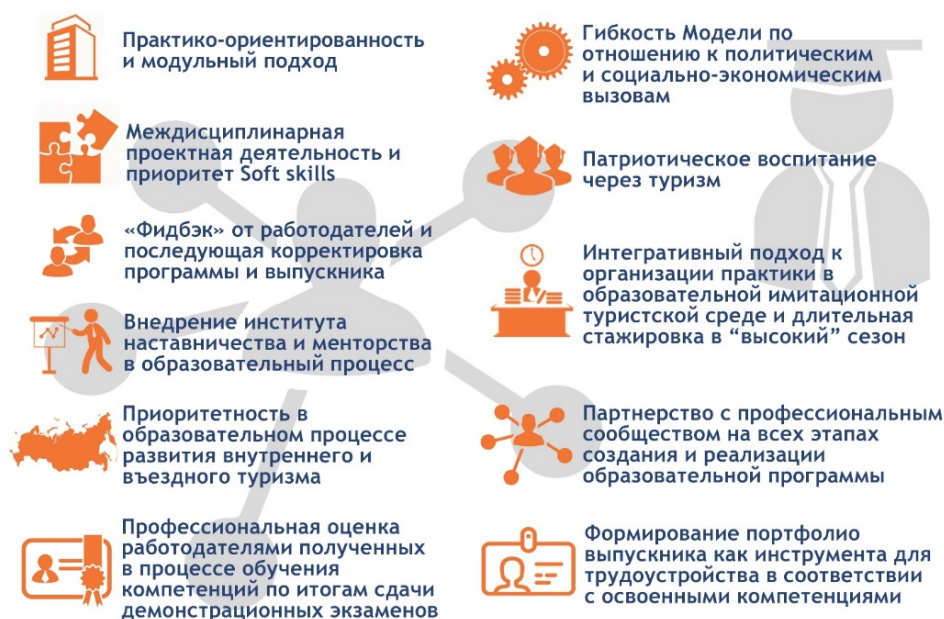 Практико-ориентированность
и модульный подход
Междисциплинарная
проектная деятельность и
приоритет Soft skills
«Фидбэк» от работодателей и
последующая корректировка
программы и выпускника
Внедрение института
наставничества и менторства
в образовательный процесс
Приоритетность в
образовательном процессе
развития внутреннего и
въездного туризма
Профессиональная оценка
работодателями полученных
в процессе обучения
компетенций по итогам сдачи
демонстрационных экзаменов
Гибкость Модели по
отношению к политическим
и социально-экономическим
вызовам
Патриотическое воспитание
через туризм
Интегративный подход к
организации практики в
образовательной имитационной
туристской среде и длительная
стажировка в “высокий” сезон
Партнерство с профессиональным
сообществом на всех этапах
создания и реализации
образовательной программы
Формирование портфолио
выпускника как инструмента для
трудоустройства в соответствии
с освоенными компетенциями